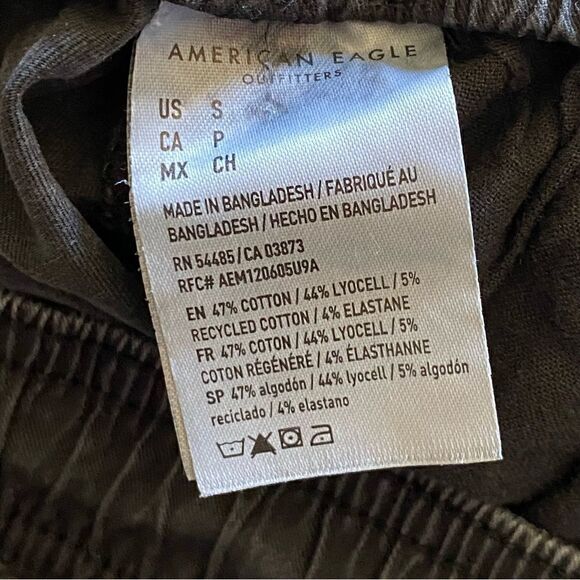 AMERICAN EAGLE
OUTFITTERS
US S
CA P
MX CH
MADE IN BANGLADESH / FABRIQUÉ AU
BANGLADESH / HECHO EN BANGLADESH
RN 54485 / CA 03873
RFC# AEM120605U9A
EN 47% COTTON / 44% LYOCELL / 5%
RECYCLED COTTON / 4% ELASTANE
FR 47% COTON / 44% LYOCELL / 5%
COTON RÉGÉNÉRÉ / 4% ÉLASTHANNE
SP 47% algodón / 44% lyocell / 5% algodón
reciclado / 4% elastano